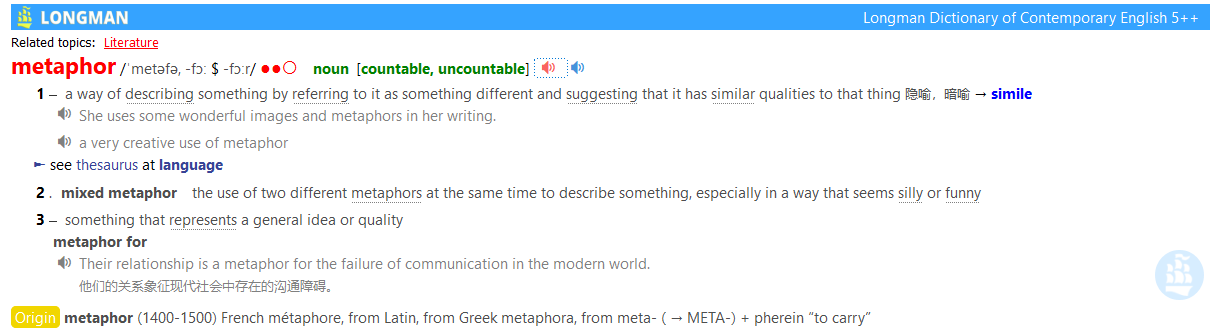 LONGMAN Longman Dictionary of Contemporary English 5++
Related topics: Literature
metaphor /ˈmetəfə, -fɔː $ -fɔːr/ ●●○ noun [countable, uncountable]
1 – a way of describing something by referring to it as something different and suggesting that it has similar qualities to that thing 隐喻，暗喻 → simile
She uses some wonderful images and metaphors in her writing.
a very creative use of metaphor
► see thesaurus at language
2 . mixed metaphor the use of two different metaphors at the same time to describe something, especially in a way that seems silly or funny
3 – something that represents a general idea or quality
metaphor for
Their relationship is a metaphor for the failure of communication in the modern world.
他们的关系象征现代社会中存在的沟通障碍。
Origin metaphor (1400-1500) French métaphore, from Latin, from Greek metaphora, from meta- ( → META-) + pherein “to carry”